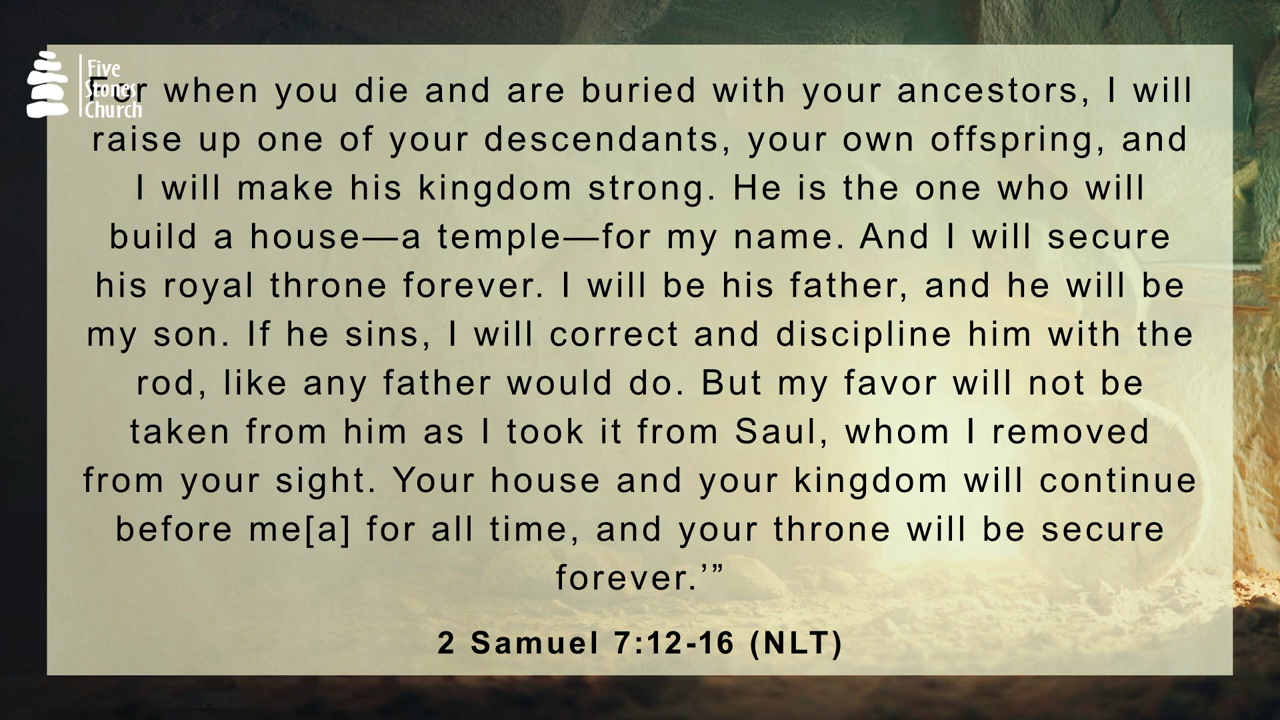 Five
Stones
Church
For when you die and are buried with your ancestors, I will
raise up one of your descendants, your own offspring, and
I will make his kingdom strong. He is the one who will
build a house—a temple—for my name. And I will secure
his royal throne forever. I will be his father, and he will be
my son. If he sins, I will correct and discipline him with the
rod, like any father would do. But my favor will not be
taken from him as I took it from Saul, whom I removed
from your sight. Your house and your kingdom will continue
before me[a] for all time, and your throne will be secure
forever.’”
2 Samuel 7:12-16 (NLT)